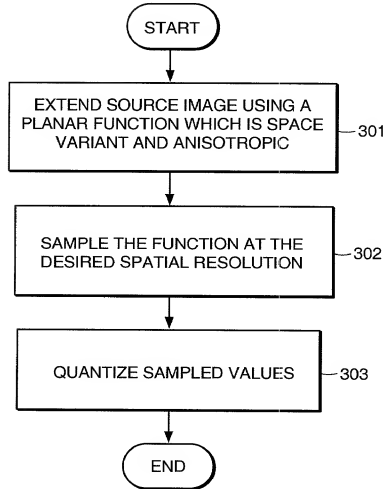 START
EXTEND SOURCE IMAGE USING A
PLANAR FUNCTION WHICH IS SPACE
VARIANT AND ANISOTROPIC
301
SAMPLE THE FUNCTION AT THE
DESIRED SPATIAL RESOLUTION
302
QUANTIZE SAMPLED VALUES
303
END